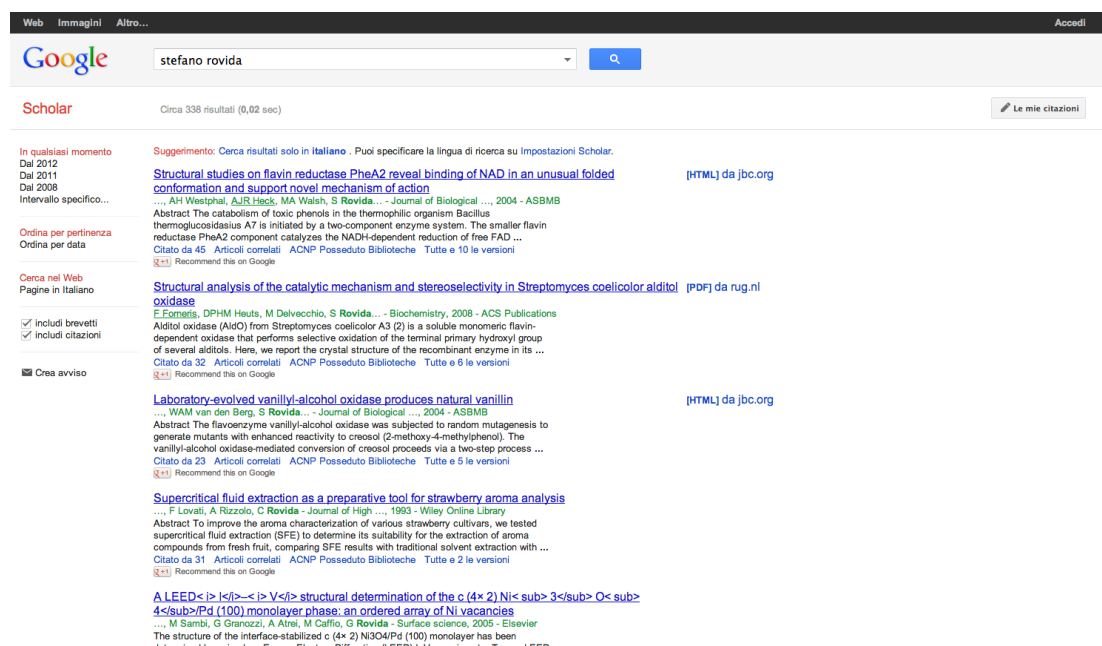 Web Immagini Altro... Accedi
Google stefano rovida
Scholar Circa 338 risultati (0,02 sec) Le mie citazioni
In qualsiasi momento
Dal 2012
Dal 2011
Dal 2008
Intervallo specifico...
Ordina per pertinenza
Ordina per data
Cerca nel Web
Pagine in Italiano
includi brevetti
includi citazioni
Crea avviso
Suggerimento: Cerca risultati solo in italiano . Puoi specificare la lingua di ricerca su Impostazioni Scholar.
Structural studies on flavin reductase PheA2 reveal binding of NAD in an unusual folded [HTML] da jbc.org
conformation and support novel mechanism of action
..., AH Westphal, AJR Heck, MA Walsh, S Rovida... - Journal of Biological ..., 2004 - ASBMB
Abstract The catabolism of toxic phenols in the thermophilic organism Bacillus
thermoglucosidasius A7 is initiated by a two-component enzyme system. The smaller flavin
reductase PheA2 component catalyzes the NADH-dependent reduction of free FAD ...
Citato da 45 Articoli correlati ACNP Posseduto Biblioteche Tutte e 10 le versioni
+1 Recommend this on Google
Structural analysis of the catalytic mechanism and stereoselectivity in Streptomyces coelicolor alditol [PDF] da rug.nl
oxidase
F Forneris, DPHM Heuts, M Delvecchio, S Rovida... - Biochemistry, 2008 - ACS Publications
Alditol oxidase (AldO) from Streptomyces coelicolor A3 (2) is a soluble monomeric flavin-
dependent oxidase that performs selective oxidation of the terminal primary hydroxyl group
of several alditols. Here, we report the crystal structure of the recombinant enzyme in its ...
Citato da 32 Articoli correlati ACNP Posseduto Biblioteche Tutte e 6 le versioni
+1 Recommend this on Google
Laboratory-evolved vanillyl-alcohol oxidase produces natural vanillin [HTML] da jbc.org
..., WAM van den Berg, S Rovida... - Journal of Biological ..., 2004 - ASBMB
Abstract The flavoenzyme vanillyl-alcohol oxidase was subjected to random mutagenesis to
generate mutants with enhanced reactivity to creosol (2-methoxy-4-methylphenol). The
vanillyl-alcohol oxidase-mediated conversion of creosol proceeds via a two-step process ...
Citato da 23 Articoli correlati ACNP Posseduto Biblioteche Tutte e 5 le versioni
+1 Recommend this on Google
Supercritical fluid extraction as a preparative tool for strawberry aroma analysis
..., F Lovati, A Rizzolo, C Rovida - Journal of High ..., 1993 - Wiley Online Library
Abstract To improve the aroma characterization of various strawberry cultivars, we tested
supercritical fluid extraction (SFE) to determine its suitability for the extraction of aroma
compounds from fresh fruit, comparing SFE results with traditional solvent extraction with ...
Citato da 31 Articoli correlati ACNP Posseduto Biblioteche Tutte e 2 le versioni
+1 Recommend this on Google
A LEED< i> I</i>–< i> V</i> structural determination of the c (4× 2) Ni< sub> 3</sub> O< sub>
4</sub>/Pd (100) monolayer phase: an ordered array of Ni vacancies
..., M Sambi, G Granozzi, A Atrei, M Caffio, G Rovida - Surface science, 2005 - Elsevier
The structure of the interface-stabilized c (4× 2) Ni3O4/Pd (100) monolayer has been